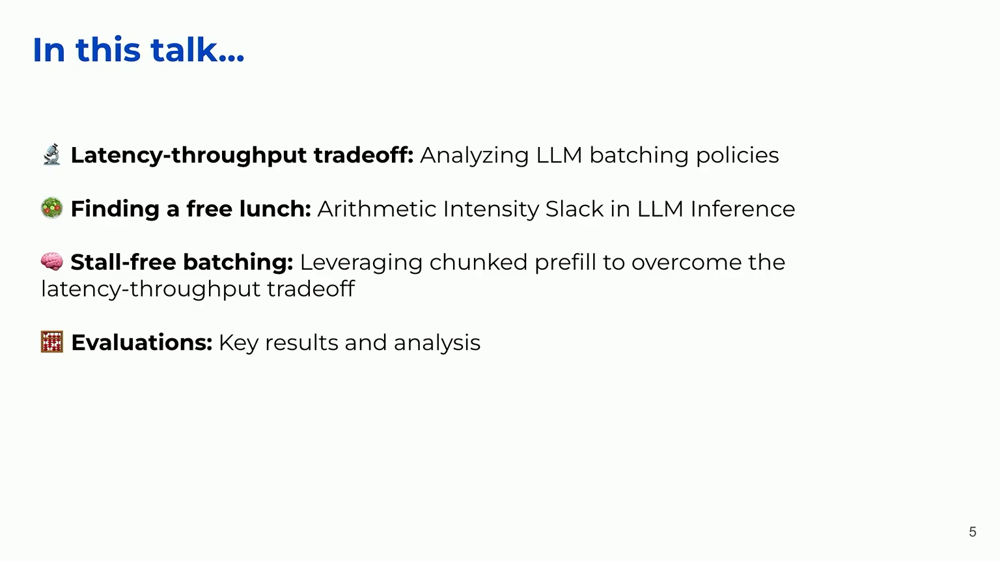 In this talk...
🔬 Latency-throughput tradeoff: Analyzing LLM batching policies
🥗 Finding a free lunch: Arithmetic Intensity Slack in LLM Inference
🧠 Stall-free batching: Leveraging chunked prefill to overcome the
latency-throughput tradeoff
🧮 Evaluations: Key results and analysis
5